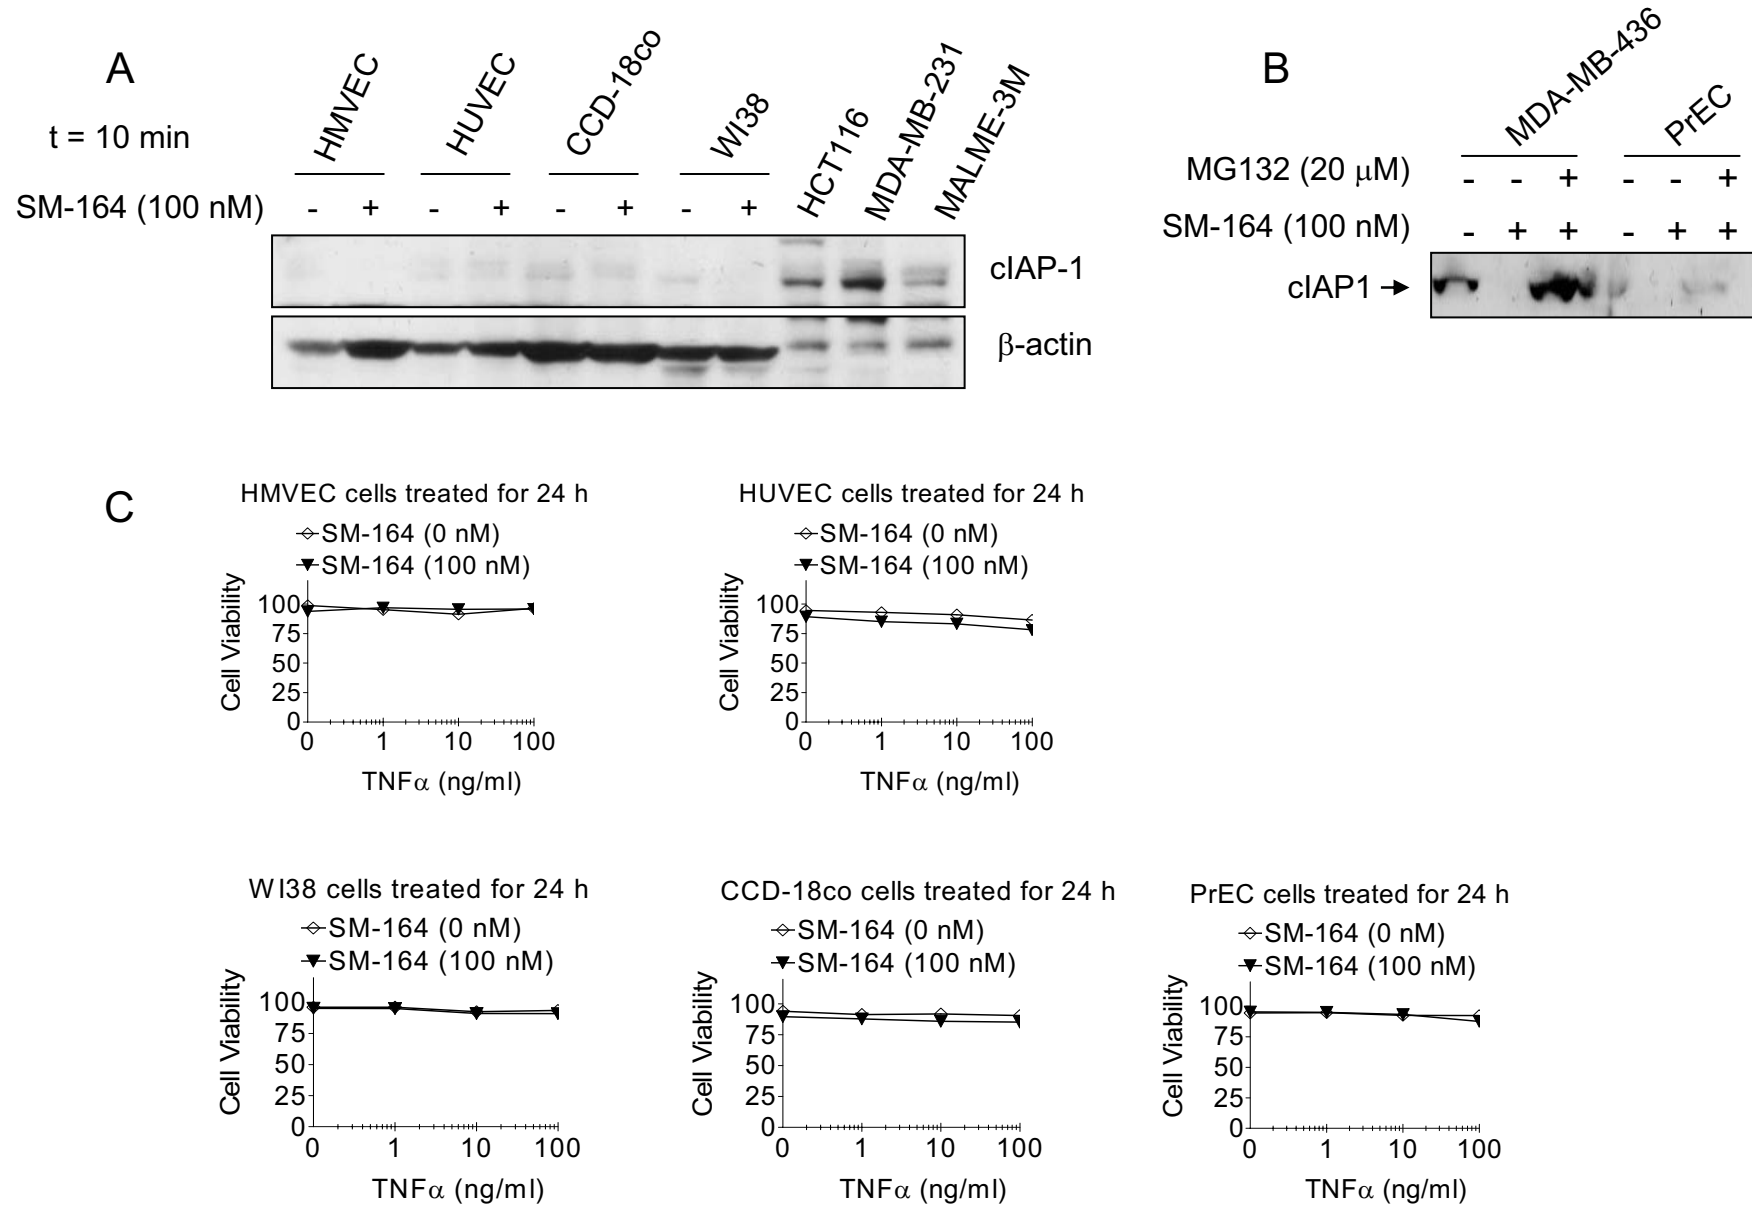 A
HMVEC
HUVEC
CCD-18co
WI38
HCT116
MDA-MB-231
MALME-3M
t = 10 min
SM-164 (100 nM) - + - + - + - +
cIAP-1
β-actin
B
MDA-MB-436
PrEC
MG132 (20 μM) - - + - - +
SM-164 (100 nM) - + + - + +
cIAP1
C
HMVEC cells treated for 24 h
SM-164 (0 nM)
SM-164 (100 nM)
Cell Viability
100
75
50
25
0
0 1 10 100
TNFα (ng/ml)
HUVEC cells treated for 24 h
SM-164 (0 nM)
SM-164 (100 nM)
Cell Viability
100
75
50
25
0
0 1 10 100
TNFα (ng/ml)
WI38 cells treated for 24 h
SM-164 (0 nM)
SM-164 (100 nM)
Cell Viability
100
75
50
25
0
0 1 10 100
TNFα (ng/ml)
CCD-18co cells treated for 24 h
SM-164 (0 nM)
SM-164 (100 nM)
Cell Viability
100
75
50
25
0
0 1 10 100
TNFα (ng/ml)
PrEC cells treated for 24 h
SM-164 (0 nM)
SM-164 (100 nM)
Cell Viability
100
75
50
25
0
0 1 10 100
TNFα (ng/ml)